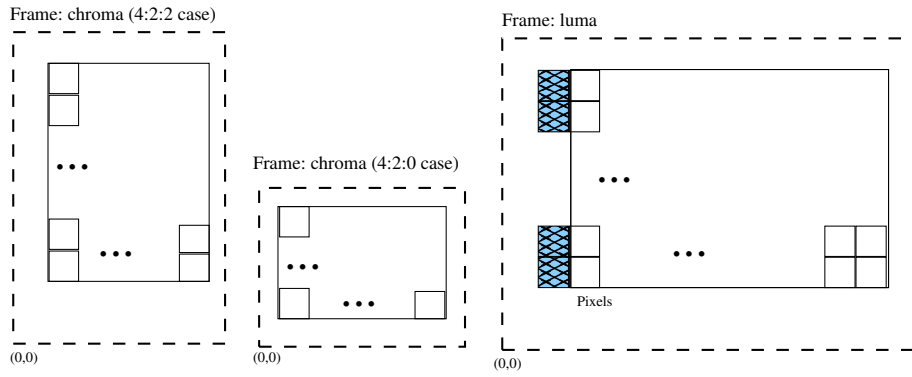 Frame: chroma (4:2:2 case)
Frame: luma
Frame: chroma (4:2:0 case)
Pixels
(0,0)
(0,0)
(0,0)